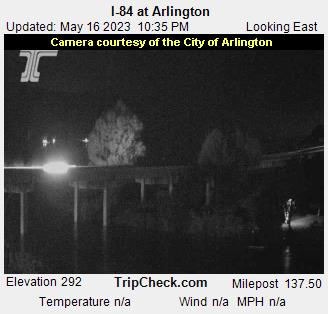 I-84 at Arlington
Updated: May 16 2023 10:35 PM Looking East
Camera courtesy of the City of Arlington
Elevation 292 TripCheck.com Milepost 137.50
Temperature n/a Wind n/a MPH n/a